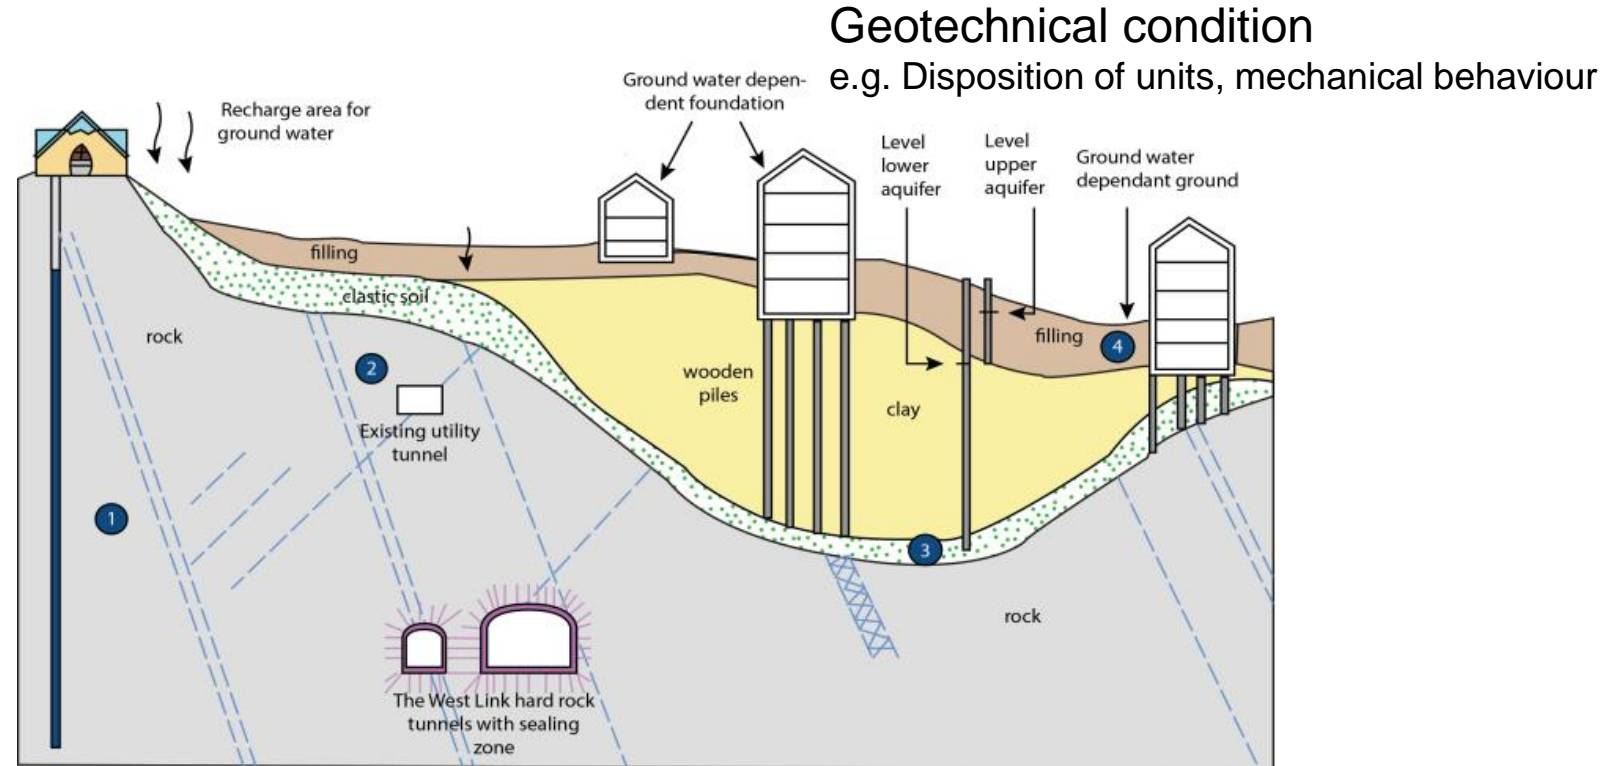 Geotechnical condition
e.g. Disposition of units, mechanical behaviour
Ground water depen-
dent foundation
Recharge area for
ground water
Level
lower
aquifer
Level
upper
aquifer
Ground water
dependant ground
filling
clastic soil
rock
filling
4
2
wooden
piles
clay
Existing utility
tunnel
1
3
rock
The West Link hard rock
tunnels with sealing
zone